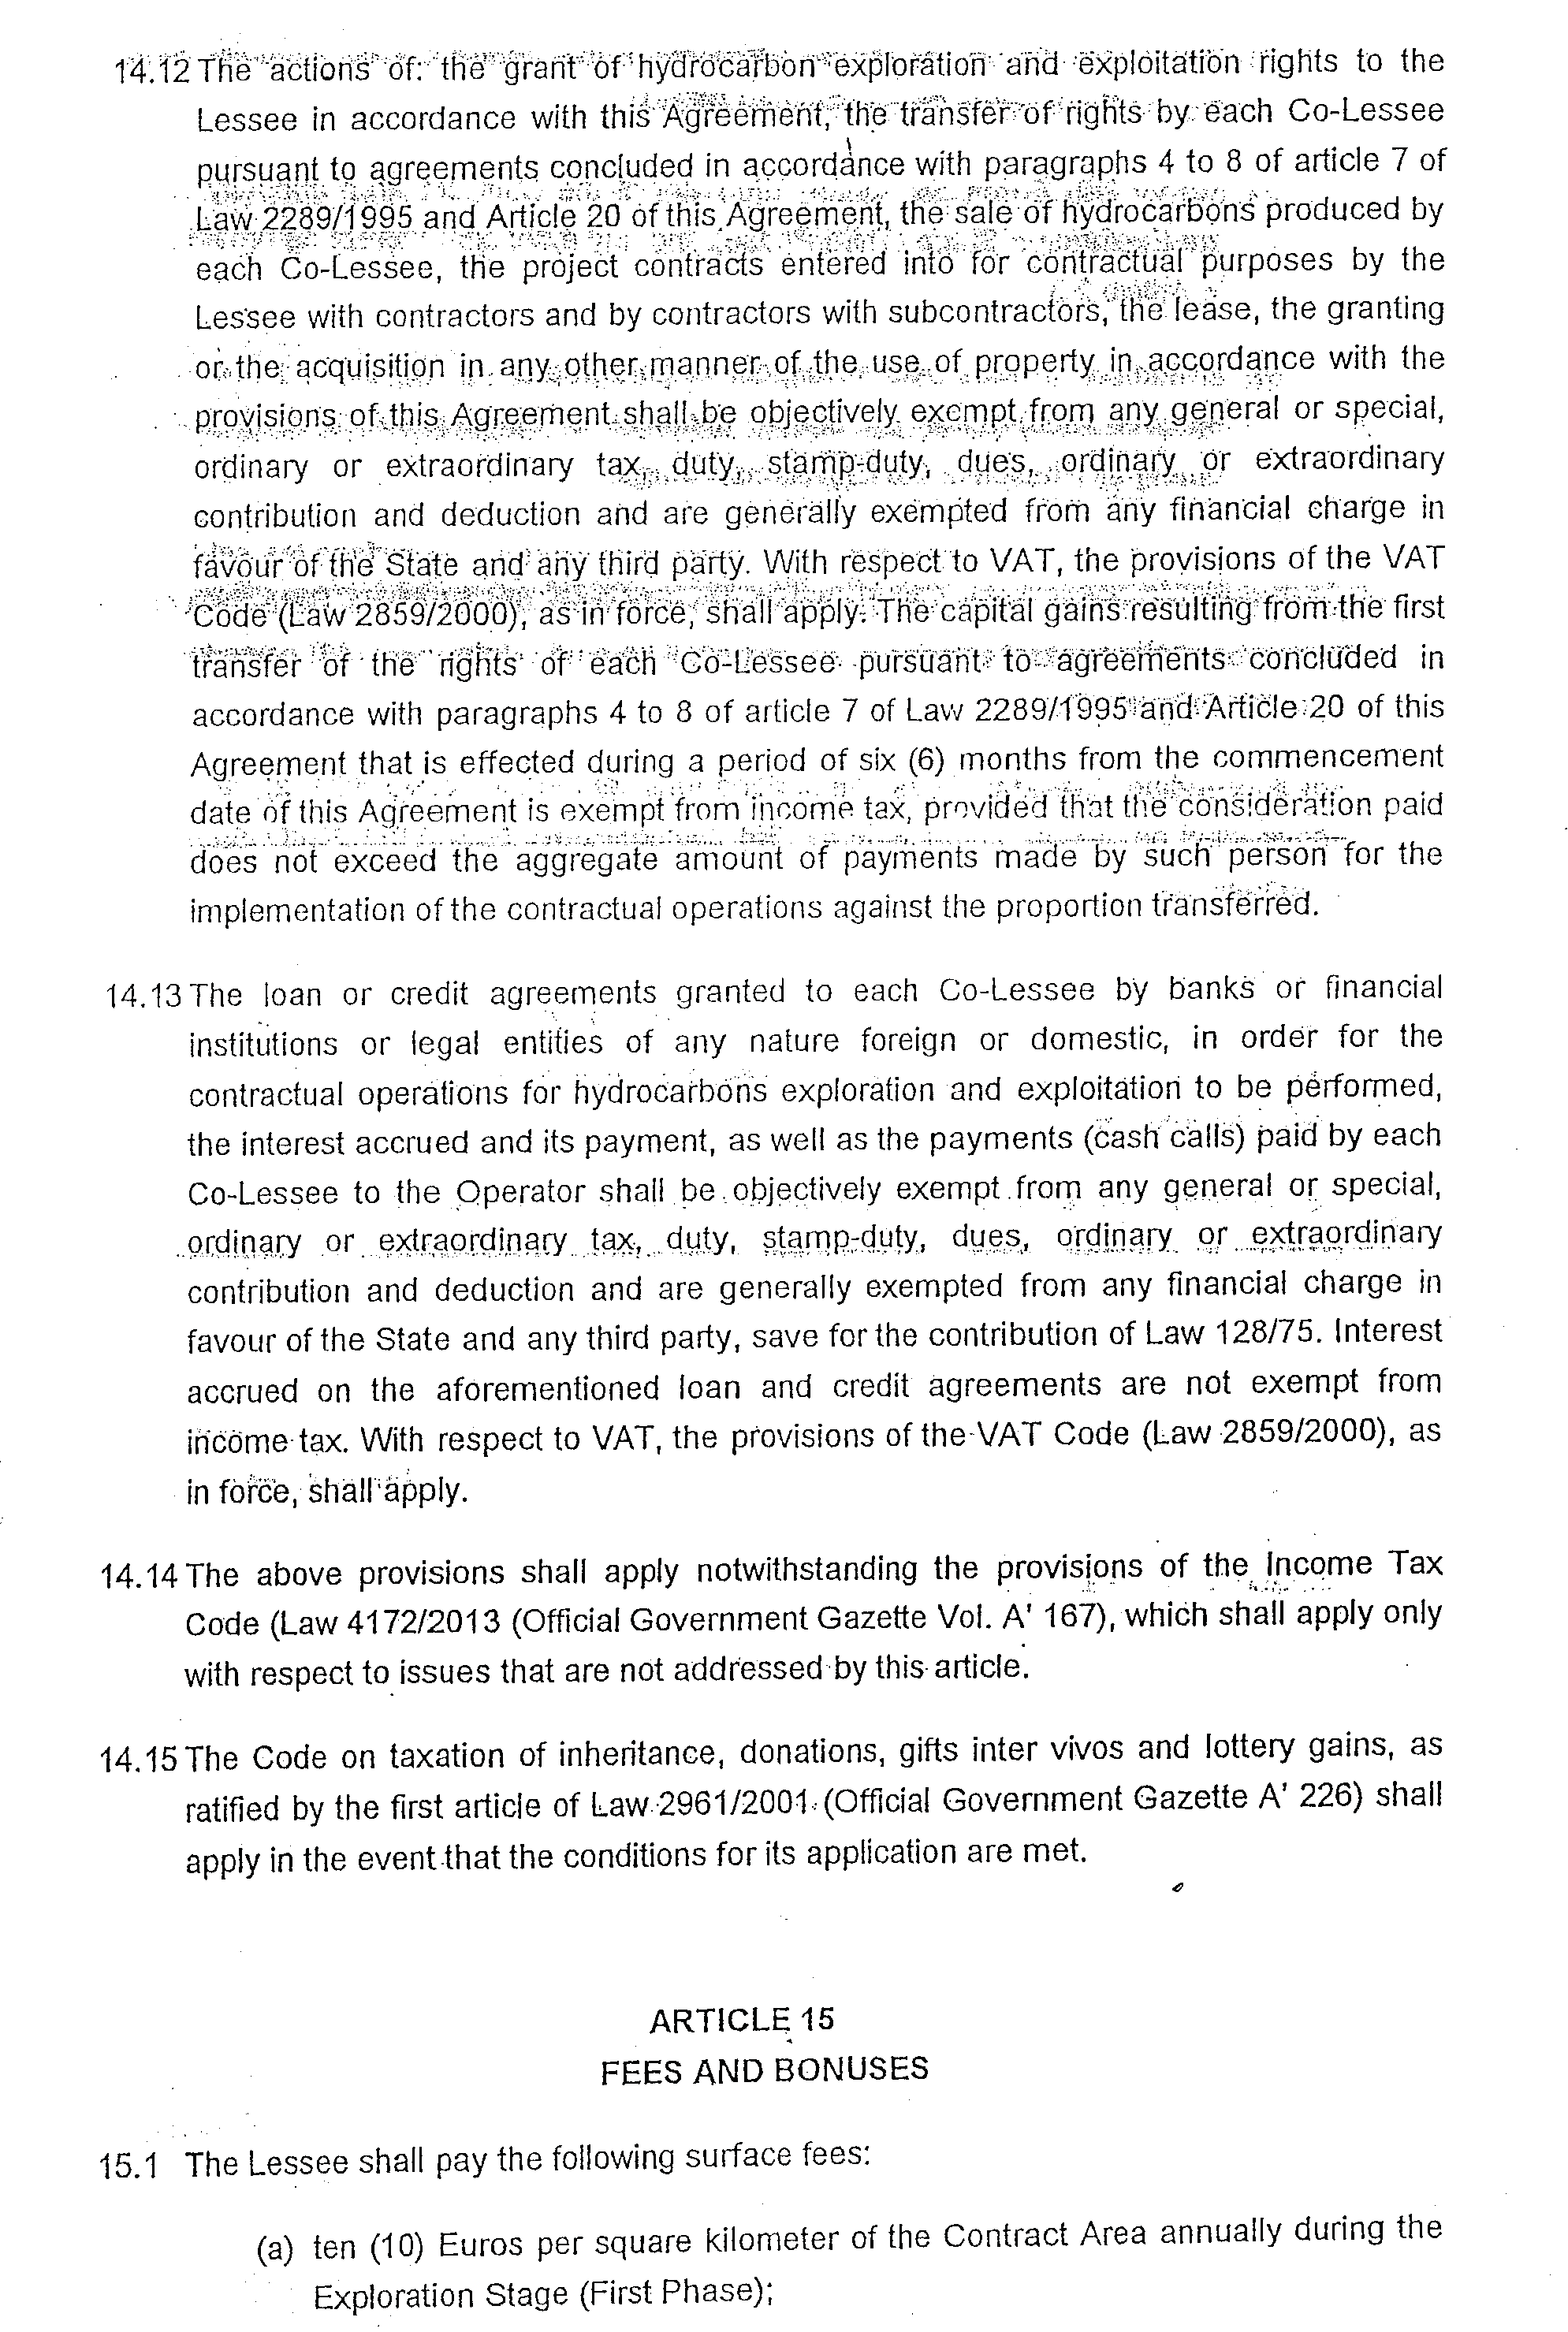 14.12 The actions of: the grant of hydrocarbon exploration and exploitation rights to the
Lessee in accordance with this Agreement, the transfer of rights by each Co-Lessee
pursuant to agreements concluded in accordance with paragraphs 4 to 8 of article 7 of
Law 2289/1995 and Article 20 of this Agreement, the sale of hydrocarbons produced by
each Co-Lessee, the project contracts entered into for contractual purposes by the
Lessee with contractors and by contractors with subcontractors, the lease, the granting
or the acquisition in any other manner of the use of property in accordance with the
provisions of this Agreement shall be objectively exempt from any general or special,
ordinary or extraordinary tax, duty, stamp-duty, dues, ordinary or extraordinary
contribution and deduction and are generally exempted from any financial charge in
favour of the State and any third party. With respect to VAT, the provisions of the VAT
Code (Law 2859/2000), as in force, shall apply. The capital gains resulting from the first
transfer of the rights of each Co-Lessee pursuant to agreements concluded in
accordance with paragraphs 4 to 8 of article 7 of Law 2289/1995 and Article 20 of this
Agreement that is effected during a period of six (6) months from the commencement
date of this Agreement is exempt from income tax, provided that the consideration paid
does not exceed the aggregate amount of payments made by such person for the
implementation of the contractual operations against the proportion transferred.
14.13 The loan or credit agreements granted to each Co-Lessee by banks or financial
institutions or legal entities of any nature foreign or domestic, in order for the
contractual operations for hydrocarbons exploration and exploitation to be performed,
the interest accrued and its payment, as well as the payments (cash calls) paid by each
Co-Lessee to the Operator shall be objectively exempt from any general or special,
ordinary or extraordinary tax, duty, stamp-duty, dues, ordinary or extraordinary
contribution and deduction and are generally exempted from any financial charge in
favour of the State and any third party, save for the contribution of Law 128/75. Interest
accrued on the aforementioned loan and credit agreements are not exempt from
income tax. With respect to VAT, the provisions of the VAT Code (Law 2859/2000), as
in force, shall apply.
14.14 The above provisions shall apply notwithstanding the provisions of the Income Tax
Code (Law 4172/2013 (Official Government Gazette Vol. A' 167), which shall apply only
with respect to issues that are not addressed by this article.
14.15 The Code on taxation of inheritance, donations, gifts inter vivos and lottery gains, as
ratified by the first article of Law 2961/2001 (Official Government Gazette A' 226) shall
apply in the event that the conditions for its application are met.
ARTICLE 15
FEES AND BONUSES
15.1 The Lessee shall pay the following surface fees:
(a) ten (10) Euros per square kilometer of the Contract Area annually during the
Exploration Stage (First Phase);